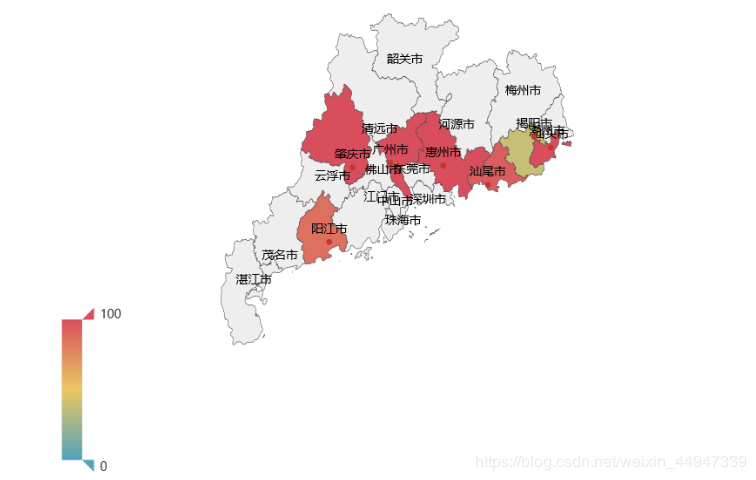 韶关市
梅州市
揭阳市
清远市
河源市
汕头市
广州市
肇庆市
惠州市
云浮市
佛山市
东莞市
汕尾市
江门市
中山市
深圳市
珠海市
阳江市
茂名市
湛江市
100
0
https://blog.csdn.net/weixin_44947339